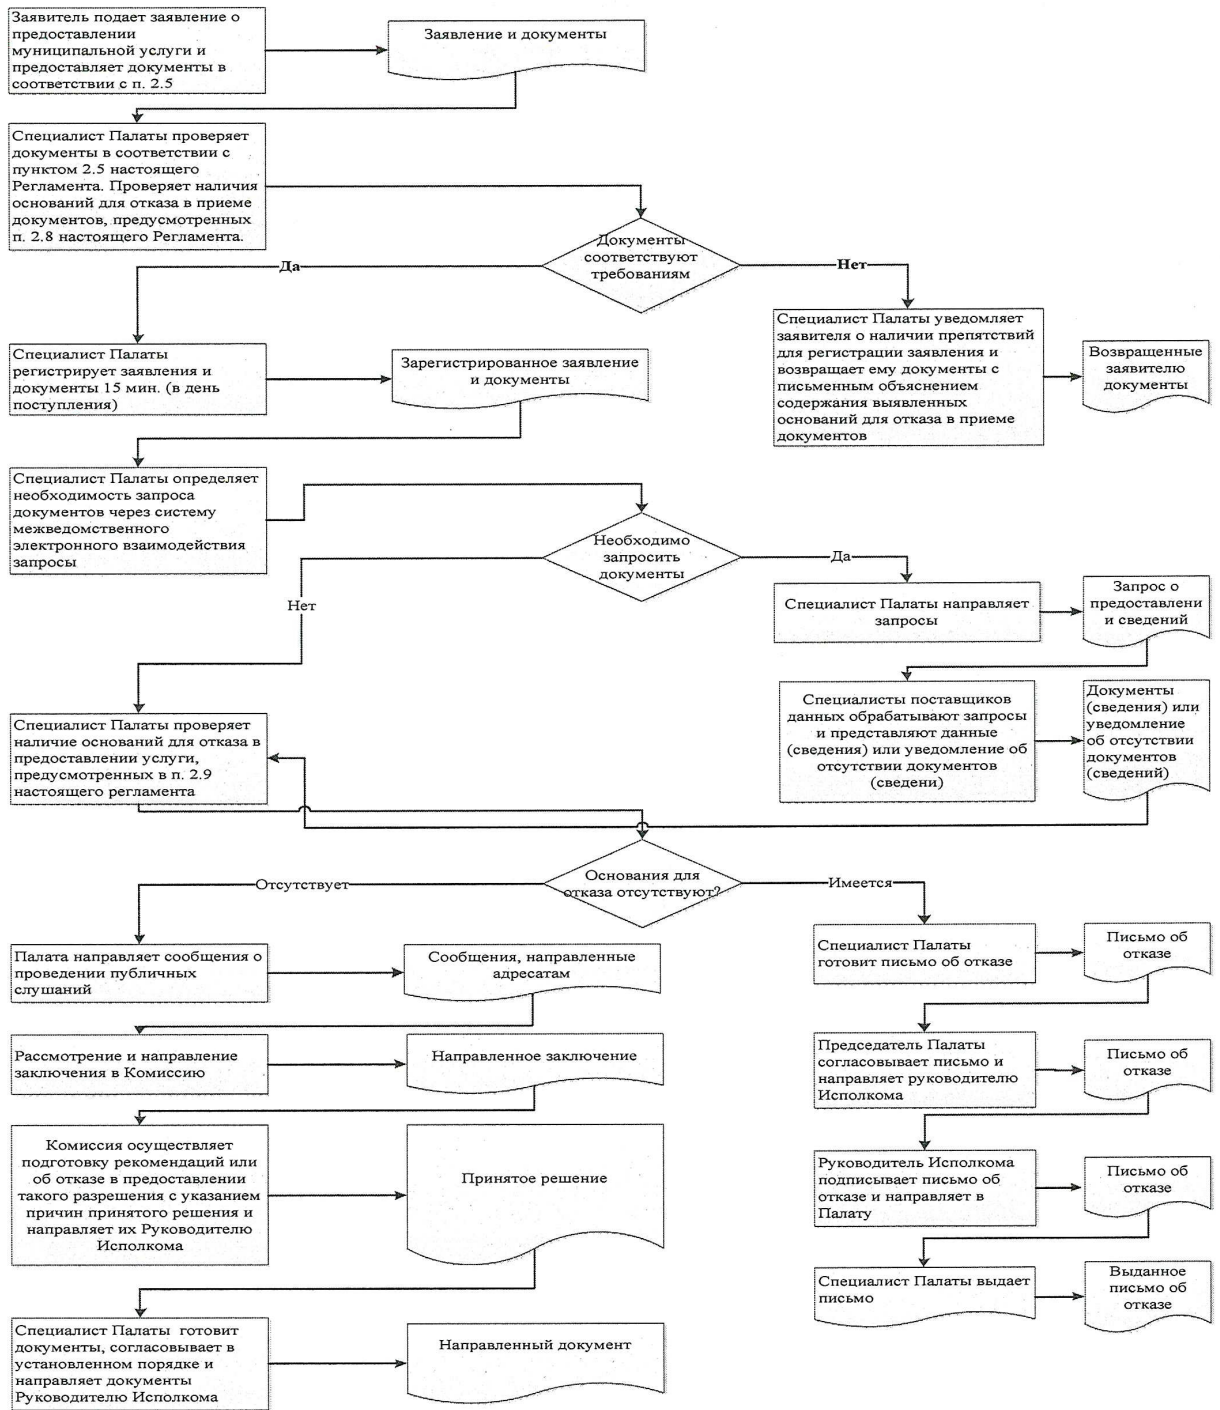 Заявитель подает заявление о
предоставлении
муниципальной услуги и
предоставляет документы в
соответствии с п. 2.5
Заявление и документы
Специалист Палаты проверяет
документы в соответствии с
пунктом 2.5 настоящего
Регламента. Проверяет наличия
оснований для отказа в приеме
документов, предусмотренных
п. 2.8 настоящего Регламента.
Документы
соответствуют
требованиям
Да
Нет
Специалист Палаты
регистрирует заявления и
документы 15 мин. (в день
поступления)
Зарегистрированное заявление
и документы
Специалист Палаты уведомляет
заявителя о наличии препятствий
для регистрации заявления и
возвращает ему документы с
письменным объяснением
содержания выявленных
оснований для отказа в приеме
документов
Возвращенные
заявителю
документы
Специалист Палаты определяет
необходимость запроса
документов через систему
межведомственного
электронного взаимодействия
запросы
Необходимо
запросить
документы
Да
Нет
Специалист Палаты направляет
запросы
Запрос о
предоставлени
и сведений
Специалисты поставщиков
данных обрабатывают запросы
и представляют данные
(сведения) или уведомление об
отсутствии документов
(сведени)
Документы
(сведения) или
уведомление
об отсутствии
документов
(сведений)
Специалист Палаты проверяет
наличие оснований для отказа в
предоставлении услуги,
предусмотренных в п. 2.9
настоящего регламента
Основания для
отказа отсутствуют?
Отсутствует
Имеется
Палата направляет сообщения о
проведении публичных
слушаний
Сообщения, направленные
адресатам
Специалист Палаты
готовит письмо об отказе
Письмо об
отказе
Рассмотрение и направление
заключения в Комиссию
Направленное заключение
Председатель Палаты
согласовывает письмо и
направляет руководителю
Исполкома
Письмо об
отказе
Комиссия осуществляет
подготовку рекомендаций или
об отказе в предоставлении
такого разрешения с указанием
причин принятого решения и
направляет их Руководителю
Исполкома
Принятое решение
Руководитель Исполкома
подписывает письмо об
отказе и направляет в
Палату
Письмо об
отказе
Специалист Палаты выдает
письмо
Выданное
письмо об
отказе
Специалист Палаты  готовит
документы, согласовывает в
установленном порядке и
направляет документы
Руководителю Исполкома
Направленный документ